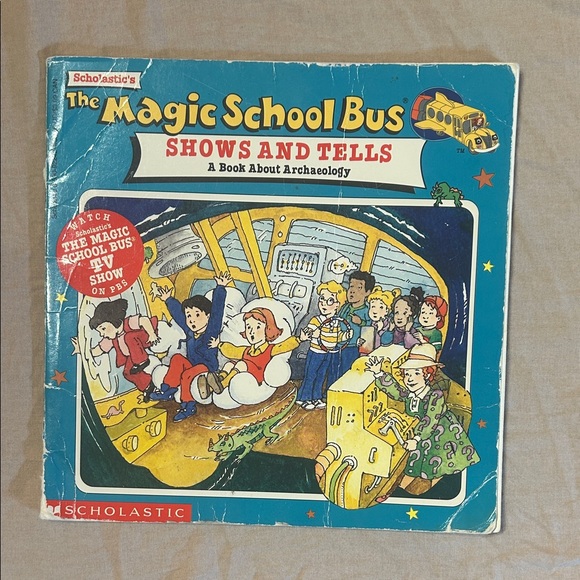 Scholastic's
The Magic School Bus®
TM
SHOWS AND TELLS
A Book About Archaeology
WATCH
Scholastic's
THE MAGIC
SCHOOL BUS®
TV
SHOW
ON PBS
SCHOLASTIC